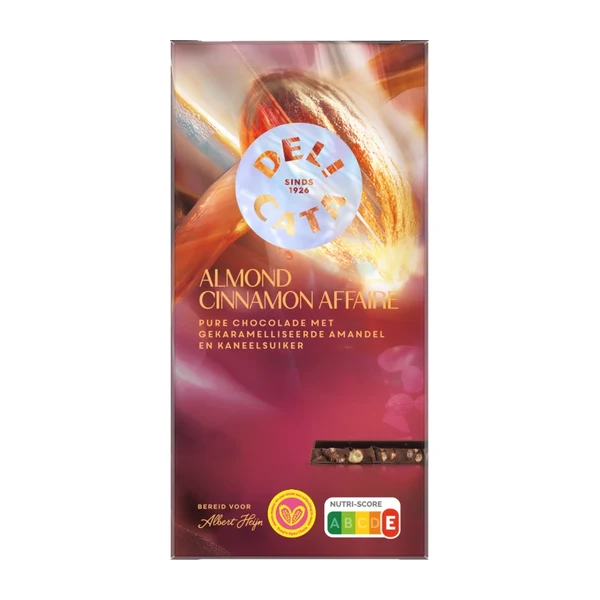 DELI
SINDS
1926
CATA
ALMOND
CINNAMON AFFAIRE
PURE CHOCOLADE MET
GEKARAMELLISEERDE AMANDEL
EN KANEELSUIKER
BEREID VOOR
Albert Heijn
NUTRI-SCORE
A B C D E